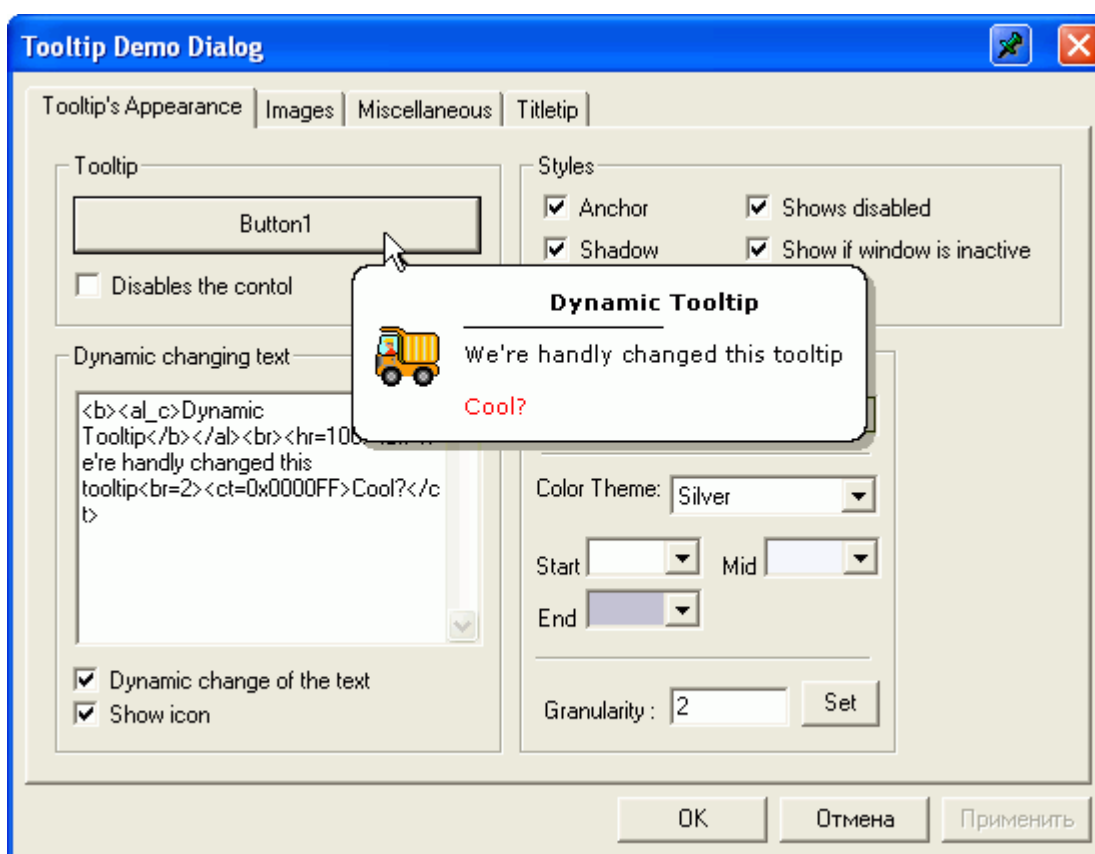 Tooltip Demo Dialog
Tooltip's Appearance Images Miscellaneous Titletip
Tooltip
Button1
Disables the contol
Styles
Anchor Shows disabled
Shadow Show if window is inactive
Dynamic Tooltip
We're handly changed this tooltip
Cool?
Dynamic changing text
<b><al_c>Dynamic
Tooltip</b></al><br><hr=100
e're handly changed this
tooltip<br=2><ct=0x0000FF>Cool?</c
t>
Dynamic change of the text
Show icon
Color Theme: Silver
Start Mid
End
Granularity : 2 Set
OK Отмена Применить